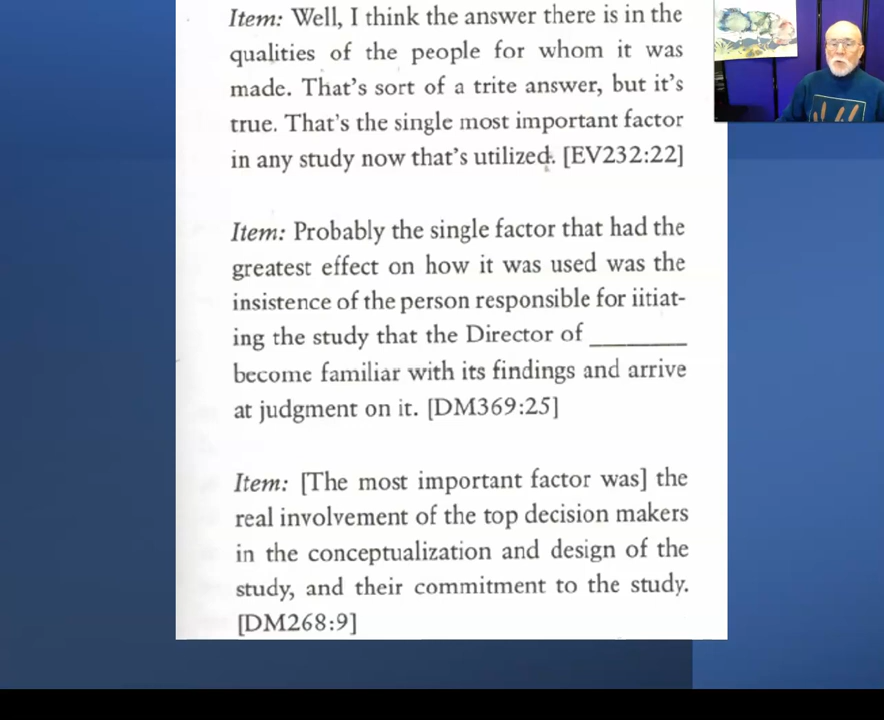 Item: Well, I think the answer there is in the
qualities of the people for whom it was
made. That's sort of a trite answer, but it's
true. That's the single most important factor
in any study now that's utilized. [EV232:22]
Item: Probably the single factor that had the
greatest effect on how it was used was the
insistence of the person responsible for iitiat-
ing the study that the Director of ________
become familiar with its findings and arrive
at judgment on it. [DM369:25]
Item: [The most important factor was] the
real involvement of the top decision makers
in the conceptualization and design of the
study, and their commitment to the study.
[DM268:9]